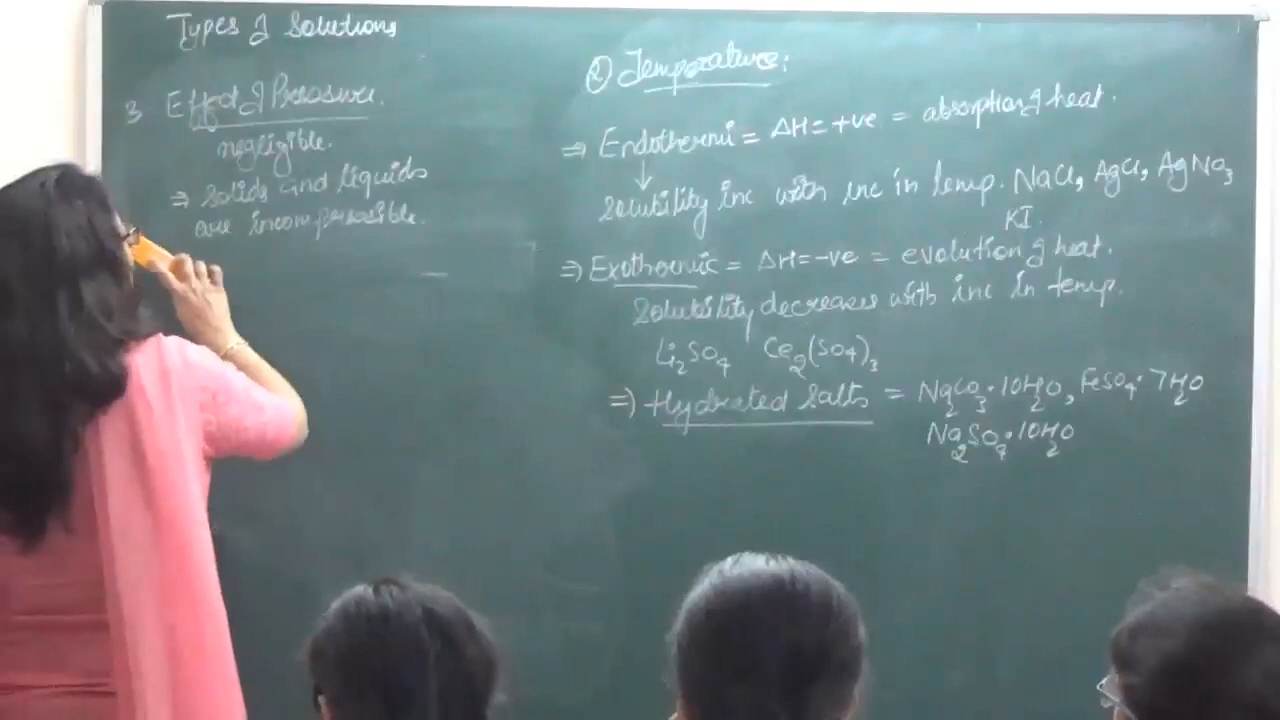 Types of Solutions
3. Effect of Pressure.
negligible.
⇒ Solids and liquids
are incompressible.
② Temperature:
⇒ Endothermic = ΔH = +ve = absorption of heat.
↓
Solubility inc with inc in temp. NaCl, AgCl, AgNO₃
KI.
⇒ Exothermic = ΔH = -ve = evolution of heat.
Solubility decreases with inc in temp.
Li₂SO₄ Ce₂(SO₄)₃
⇒ Hydrated Salts = Na₂CO₃·10H₂O, FeSO₄·7H₂O
Na₂SO₄·10H₂O